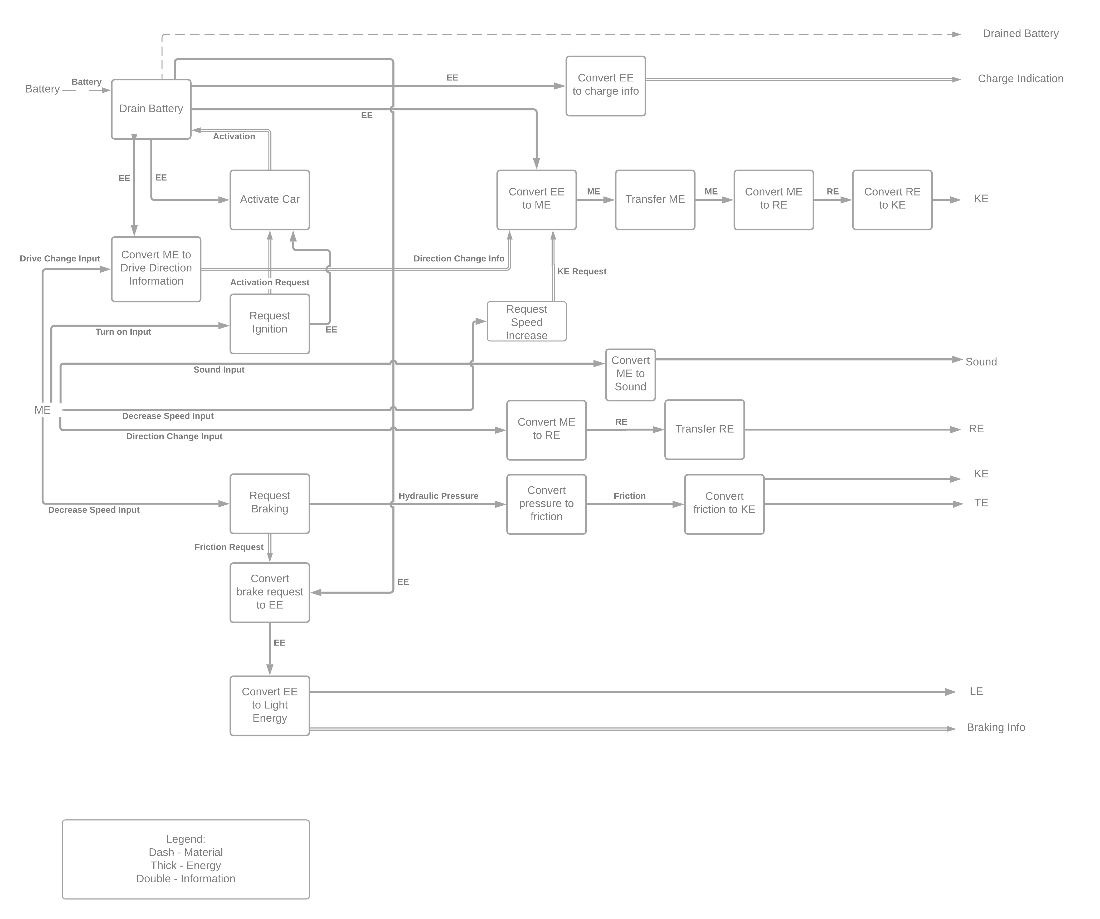 Drained Battery
Battery
Battery
Drain Battery
EE
Convert EE
to charge info
Charge Indication
EE
Activation
EE
EE
Activate Car
Convert EE
to ME
ME
Transfer ME
ME
Convert ME
to RE
RE
Convert RE
to KE
KE
Drive Change Input
Convert ME to
Drive Direction
Information
Direction Change Info
KE Request
Activation Request
Request
Ignition
EE
Turn on Input
Request
Speed
Increase
Sound Input
Convert
ME to
Sound
Sound
ME
Decrease Speed Input
Direction Change Input
Convert ME
to RE
RE
Transfer RE
RE
Decrease Speed Input
Request
Braking
Hydraulic Pressure
Convert
pressure to
friction
Friction
Convert
friction to KE
KE
TE
Friction Request
Convert
brake request
to EE
EE
EE
Convert EE
to Light
Energy
LE
Braking Info
Legend:
Dash - Material
Thick - Energy
Double - Information